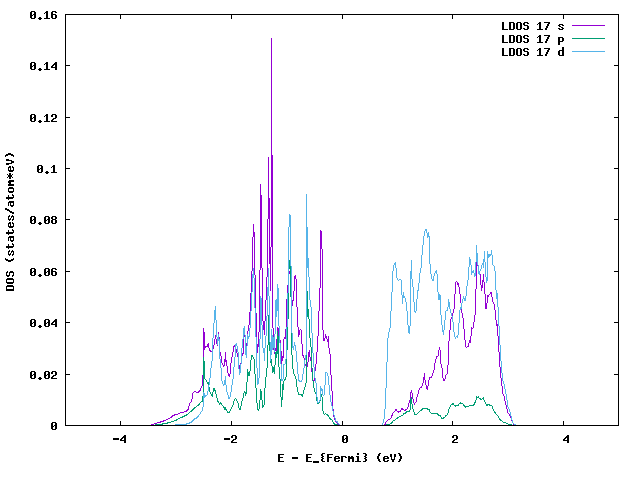 0.16
0.14
0.12
0.1
0.08
0.06
0.04
0.02
0
DOS (states/atom*eV)
LDOS 17 s
LDOS 17 p
LDOS 17 d
-4 -2 0 2 4
E - E_{Fermi} (eV)